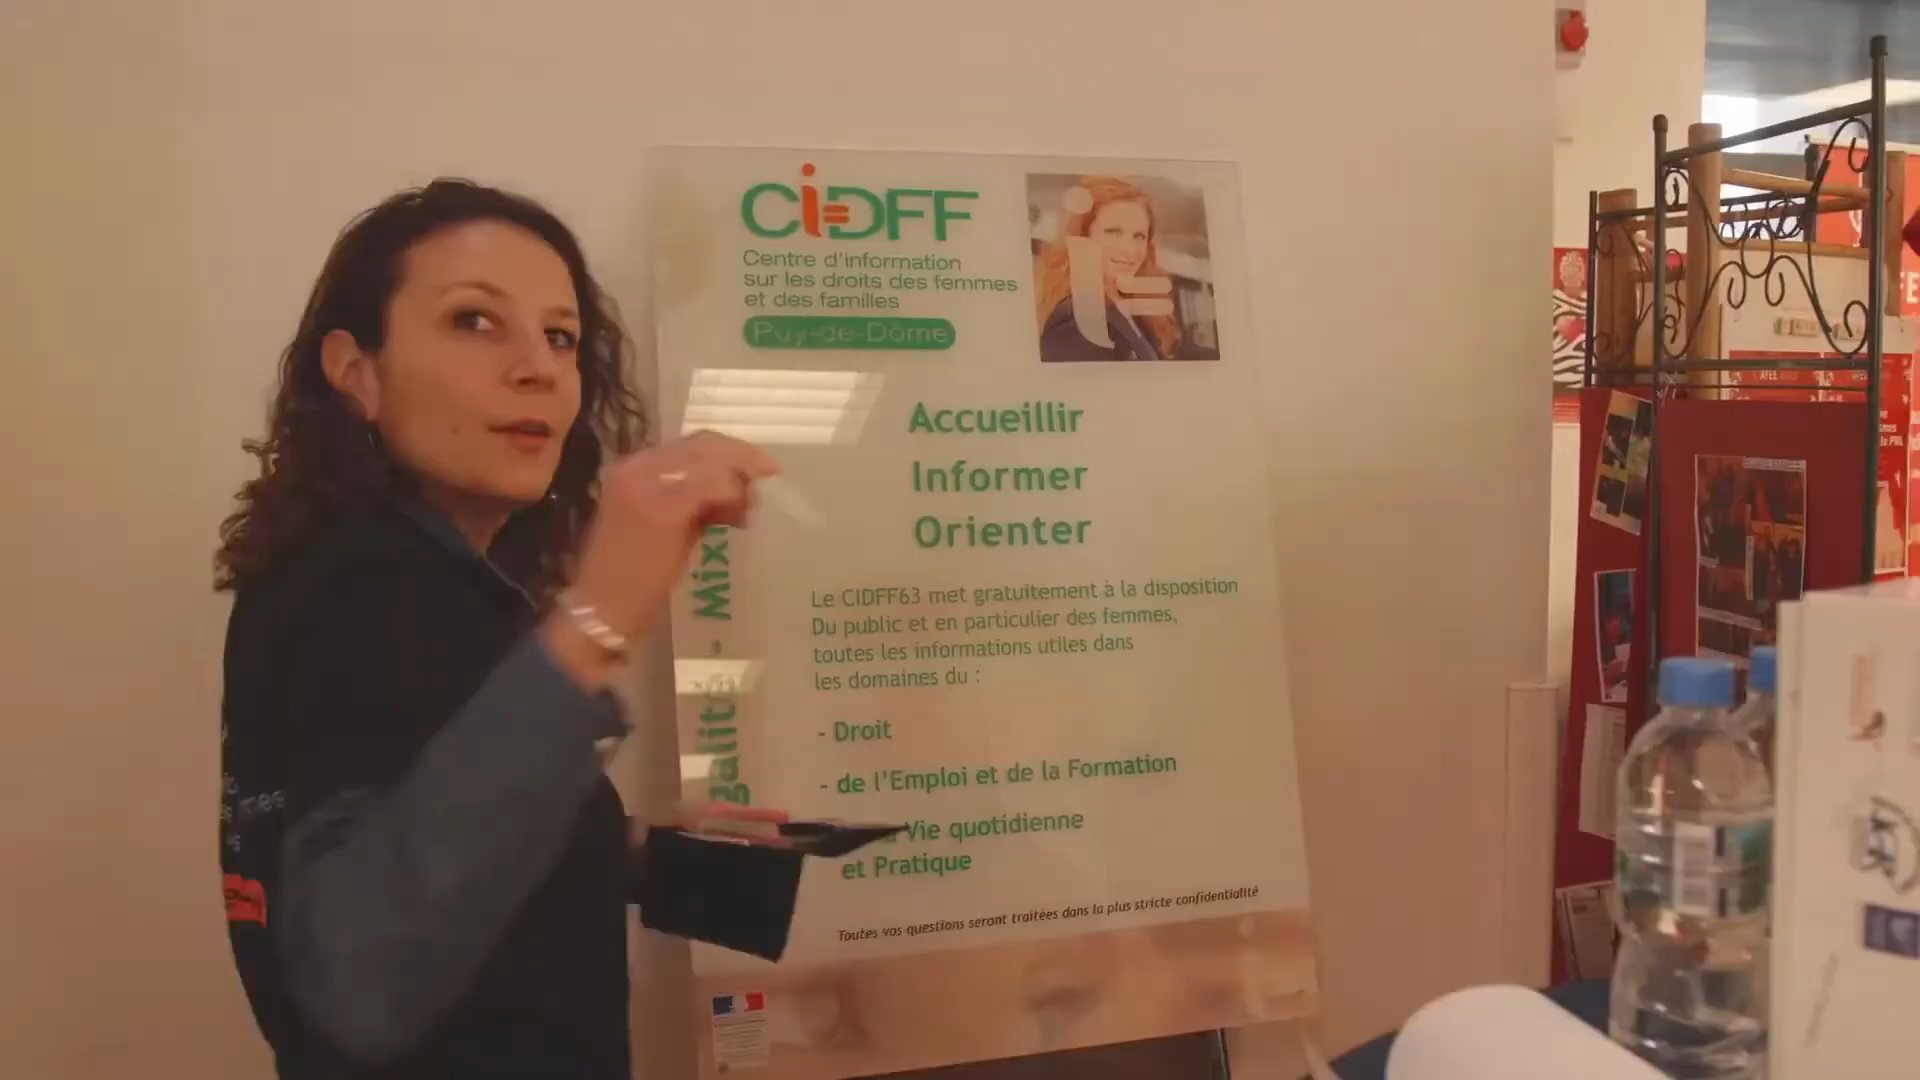 CiDFF
Centre d'information
sur les droits des femmes
et des familles
Puy-de-Dôme
Accueillir
Informer
Orienter
Le CIDFF63 met gratuitement à la disposition
Du public et en particulier des femmes,
toutes les informations utiles dans
les domaines du :
- Droit
- de l'Emploi et de la Formation
Vie quotidienne
et Pratique
Toutes vos questions seront traitées dans la plus stricte confidentialité